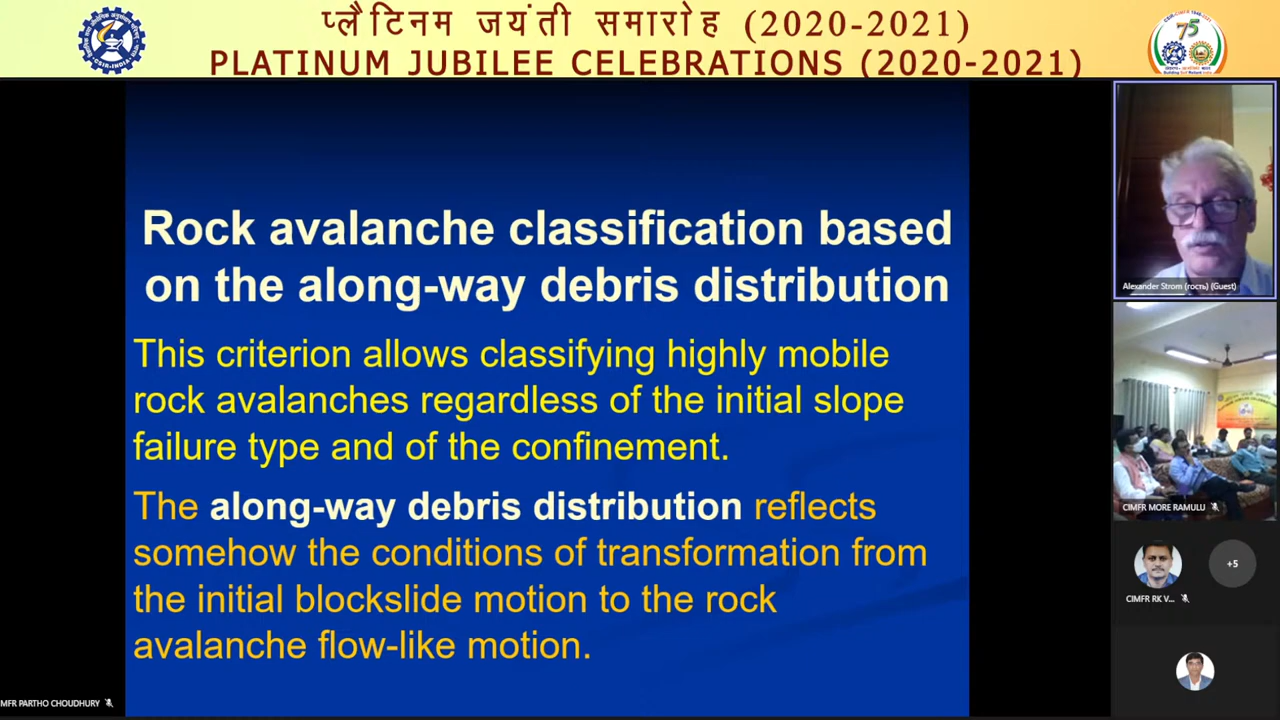 प्लैटिनम जयंती समारोह (2020-2021)
PLATINUM JUBILEE CELEBRATIONS (2020-2021)
75
Rock avalanche classification based
on the along-way debris distribution
This criterion allows classifying highly mobile
rock avalanches regardless of the initial slope
failure type and of the confinement.
The along-way debris distribution reflects
somehow the conditions of transformation from
the initial blockslide motion to the rock
avalanche flow-like motion.
Alexander Strom (гость) (Guest)
CIMFR MORE RAMULU
+5
CIMFR RK V...
MFR PARTHO CHOUDHURY